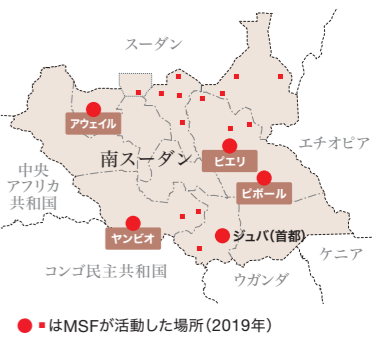 スーダン
アウェイル
エチオピア
南スーダン
ピエリ
中央
アフリカ
共和国
ピボール
ヤンビオ
ジュバ(首都)
ケニア
コンゴ民主共和国
ウガンダ
はMSFが活動した場所(2019年)